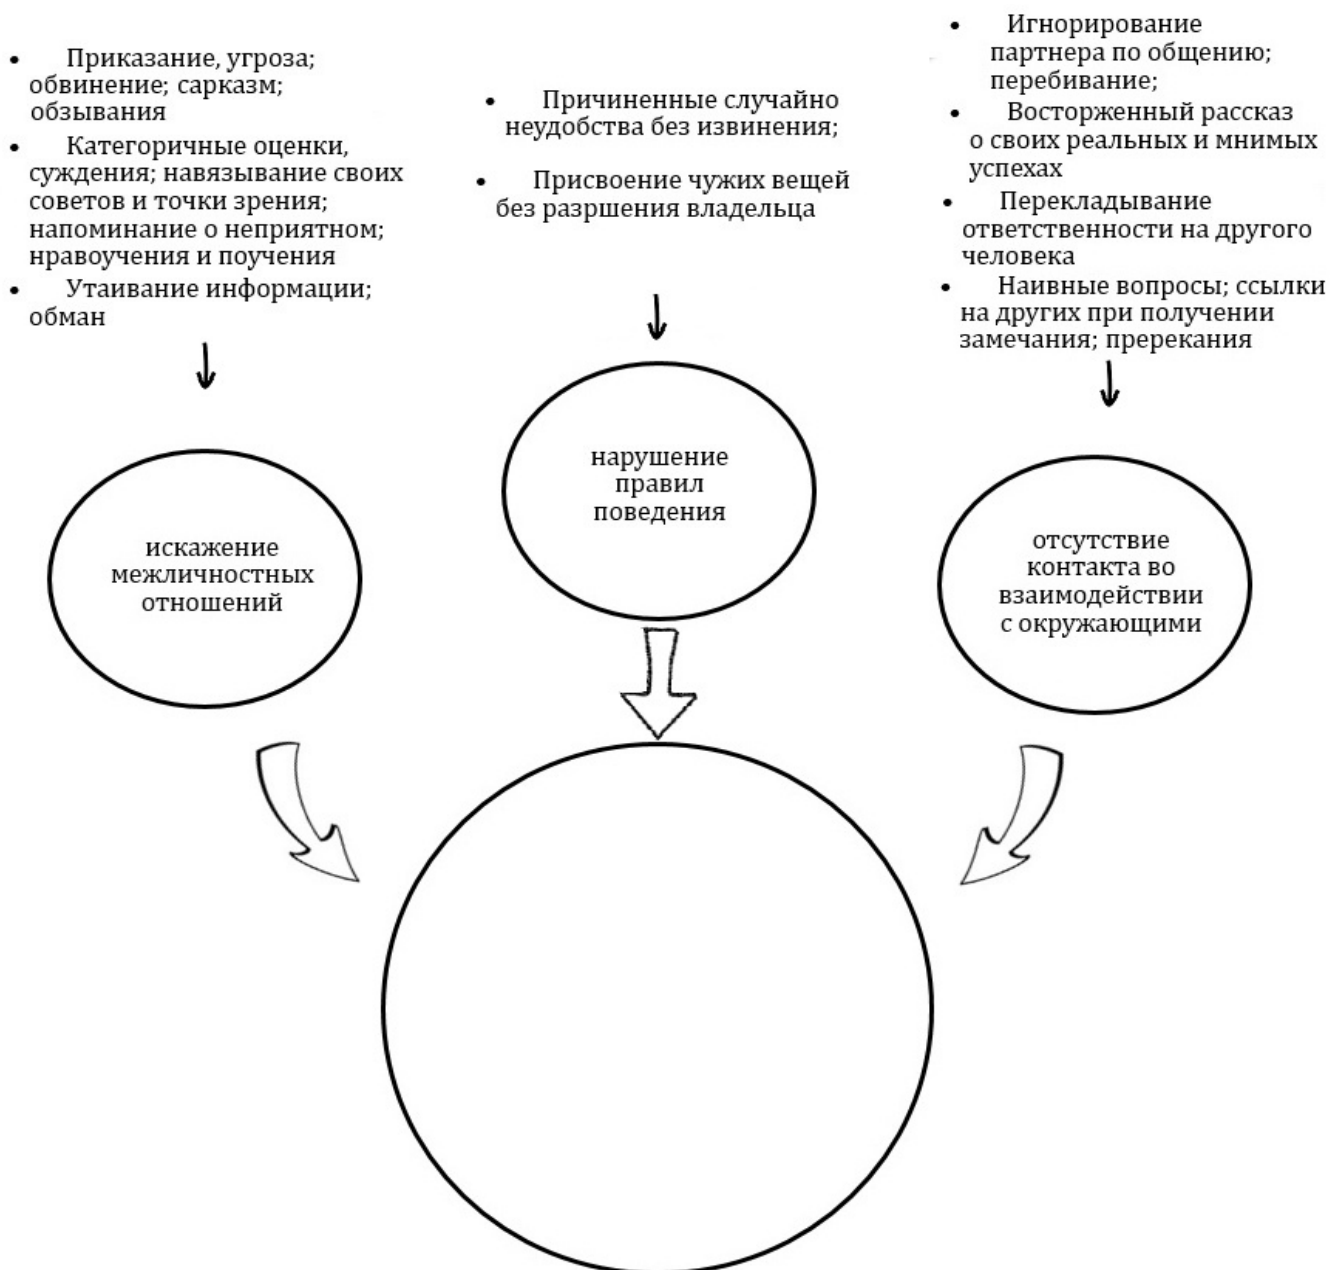 • Приказание, угроза;
обвинение; сарказм;
обзывания
• Категоричные оценки,
суждения; навязывание своих
советов и точки зрения;
напоминание о неприятном;
нравоучения и поучения
• Утаивание информации;
обман
• Причиненные случайно
неудобства без извинения;
• Присвоение чужих вещей
без разршения владельца
• Игнорирование
партнера по общению;
перебивание;
• Восторженный рассказ
о своих реальных и мнимых
успехах
• Перекладывание
ответственности на другого
человека
• Наивные вопросы; ссылки
на других при получении
замечания; пререкания
искажение
межличностных
отношений
нарушение
правил
поведения
отсутствие
контакта во
взаимодействии
с окружающими